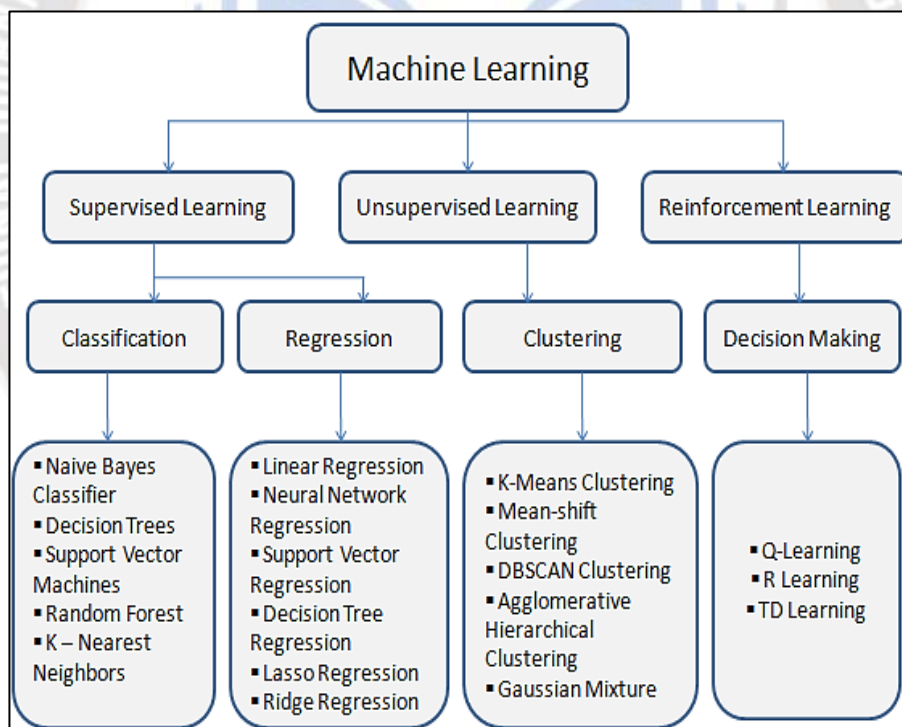 Machine Learning
Supervised Learning
Unsupervised Learning
Reinforcement Learning
Classification
Regression
Clustering
Decision Making
▪ Naive Bayes
Classifier
▪ Decision Trees
▪ Support Vector
Machines
▪ Random Forest
▪ K – Nearest
Neighbors
▪ Linear Regression
▪ Neural Network
Regression
▪ Support Vector
Regression
▪ Decision Tree
Regression
▪ Lasso Regression
▪ Ridge Regression
▪ K-Means Clustering
▪ Mean-shift
Clustering
▪ DBSCAN Clustering
▪ Agglomerative
Hierarchical
Clustering
▪ Gaussian Mixture
▪ Q-Learning
▪ R Learning
▪ TD Learning